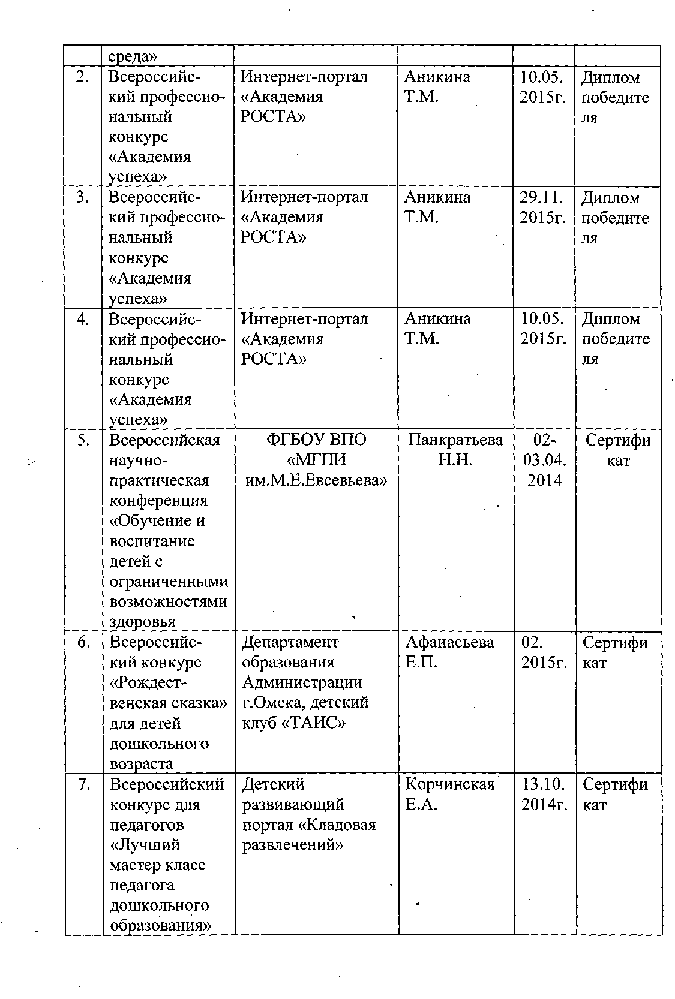 среда»
2.
Всероссийс-
кий профессио-
нальный
конкурс
«Академия
успеха»
Интернет-портал
«Академия
РОСТА»
Аникина
Т.М.
10.05.
2015г.
Диплом
победите
ля
3.
Всероссийс-
кий профессио-
нальный
конкурс
«Академия
успеха»
Интернет-портал
«Академия
РОСТА»
Аникина
Т.М.
29.11.
2015г.
Диплом
победите
ля
4.
Всероссийс-
кий профессио-
нальный
конкурс
«Академия
успеха»
Интернет-портал
«Академия
РОСТА»
Аникина
Т.М.
10.05.
2015г.
Диплом
победите
ля
5.
Всероссийская
научно-
практическая
конференция
«Обучение и
воспитание
детей с
ограниченными
возможностями
здоровья
ФГБОУ ВПО
«МГПИ
им.М.Е.Евсевьева»
Панкратьева
Н.Н.
02-
03.04.
2014
Сертифи
кат
6.
Всероссийс-
кий конкурс
«Рождест-
венская сказка»
для детей
дошкольного
возраста
Департамент
образования
Администрации
г.Омска, детский
клуб «ТАИС»
Афанасьева
Е.П.
02.
2015г.
Сертифи
кат
7.
Всероссийский
конкурс для
педагогов
«Лучший
мастер класс
педагога
дошкольного
образования»
Детский
развивающий
портал «Кладовая
развлечений»
Корчинская
Е.А.
13.10.
2014г.
Сертифи
кат